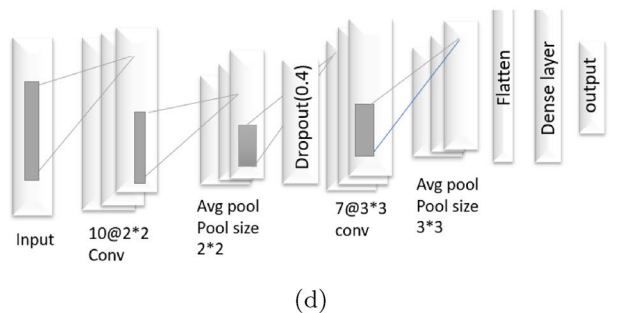 Input
10@2*2
Conv
Avg pool
Pool size
2*2
Dropout(0.4)
7@3*3
conv
Avg pool
Pool size
3*3
Flatten
Dense layer
output
(d)